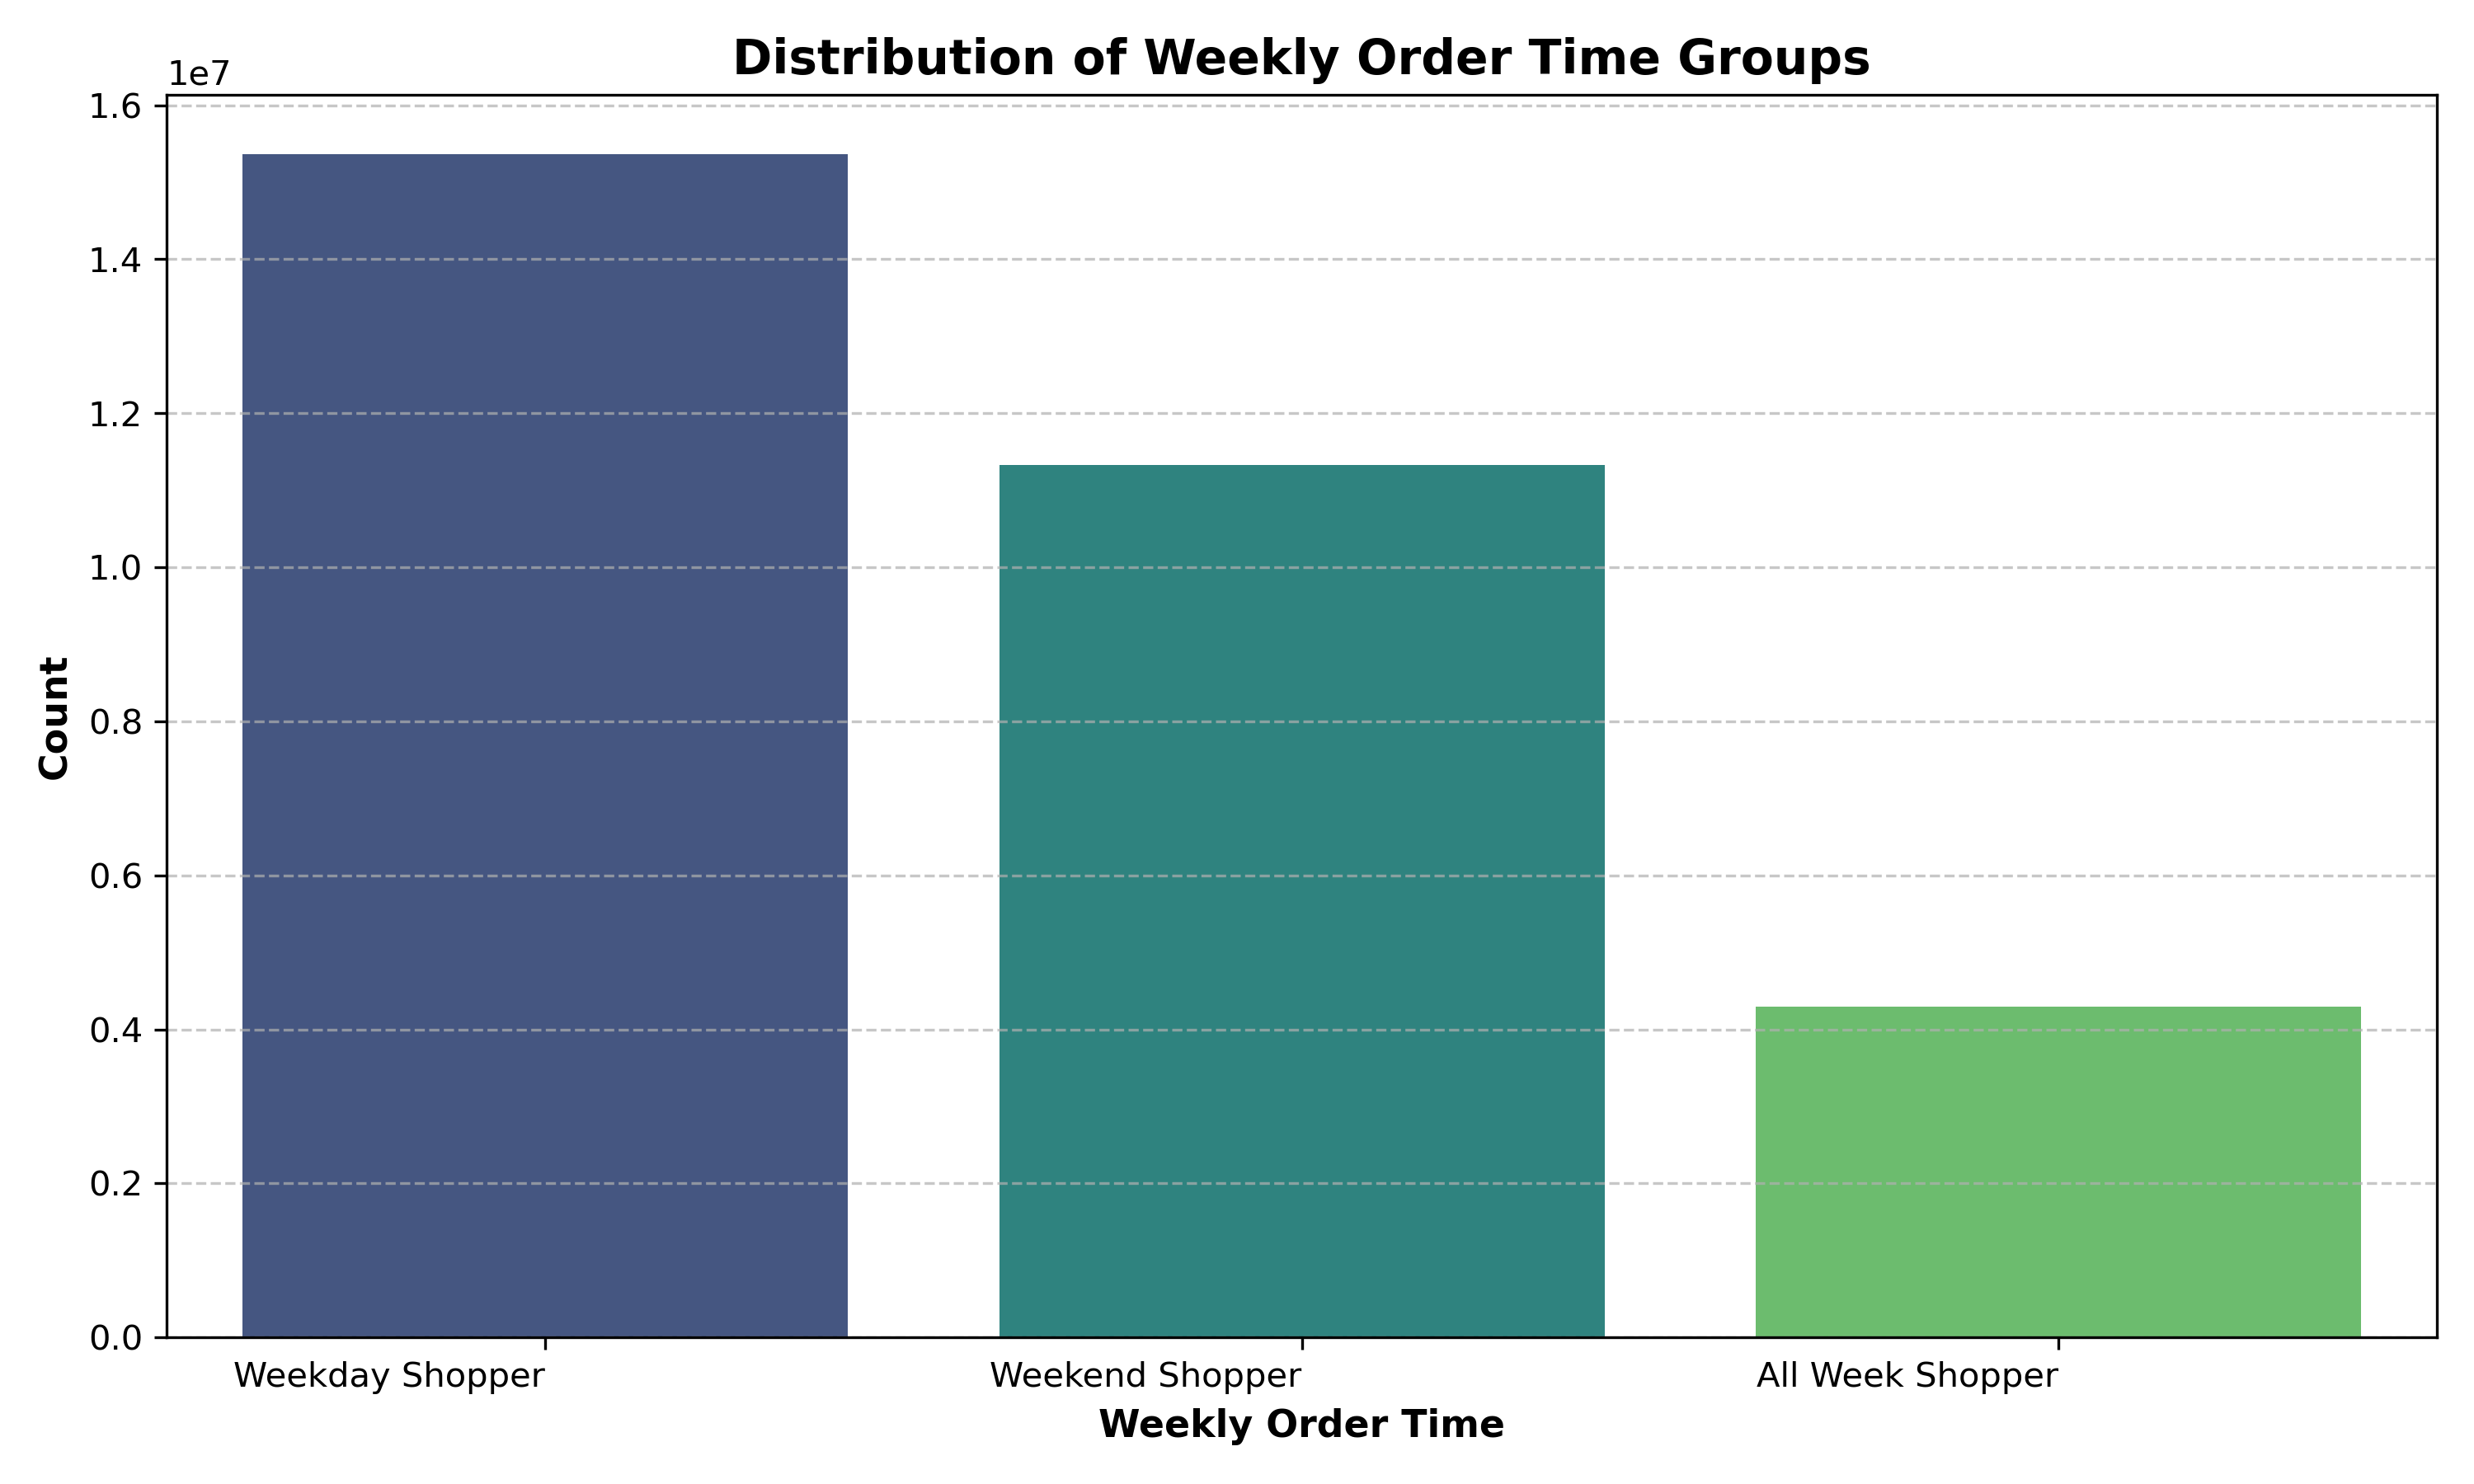 Distribution of Weekly Order Time Groups
1e7
1.6
1.4
1.2
1.0
0.8
0.6
0.4
0.2
0.0
Count
Weekday Shopper
Weekend Shopper
All Week Shopper
Weekly Order Time